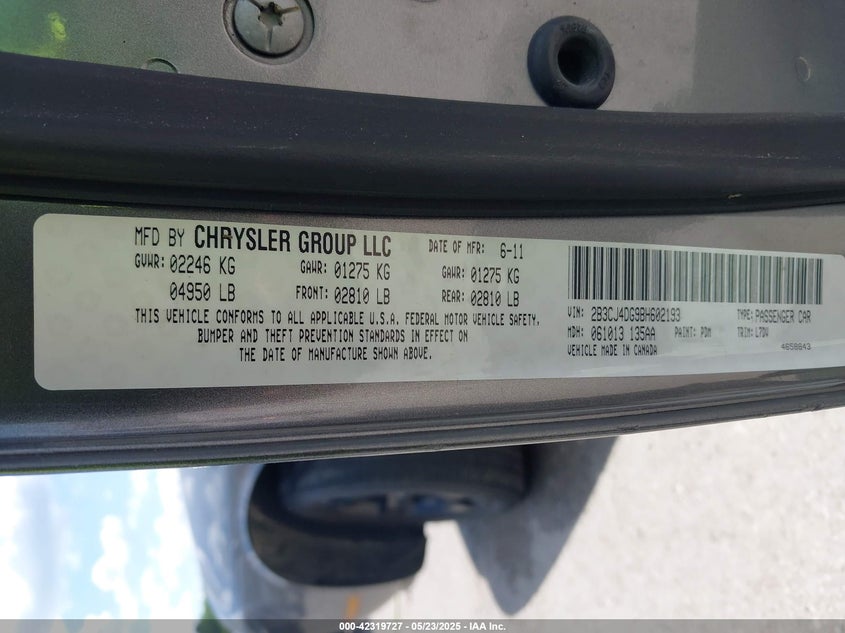 MFD BY CHRYSLER GROUP LLC DATE OF MFR: 6-11
GVWR: 02246 KG GAWR: 01275 KG GAWR: 01275 KG
04950 LB FRONT: 02810 LB REAR: 02810 LB
THIS VEHICLE CONFORMS TO ALL APPLICABLE U.S.A. FEDERAL MOTOR VEHICLE SAFETY,
BUMPER AND THEFT PREVENTION STANDARDS IN EFFECT ON
THE DATE OF MANUFACTURE SHOWN ABOVE.
VIN: 2B3CJ4DG9BH602193 TYPE: PASSENGER CAR
MDH: 061013 135AA PAINT: PDM TRIM: L7DV
VEHICLE MADE IN CANADA 4658843
000-42319727 - 05/23/2025 - IAA Inc.